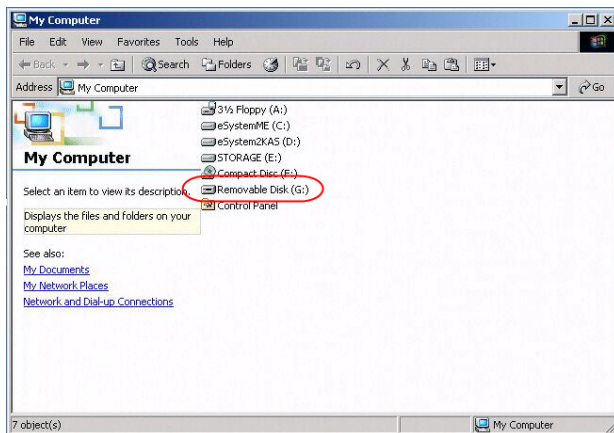 My Computer
File Edit View Favorites Tools Help
Back Search Folders
Address My Computer Go
3½ Floppy (A:)
eSystemME (C:)
eSystem2KAS (D:)
STORAGE (E:)
Compact Disc (F:)
Removable Disk (G:)
Control Panel
My Computer
Select an item to view its description.
Displays the files and folders on your
computer
See also:
My Documents
My Network Places
Network and Dial-up Connections
7 object(s) My Computer